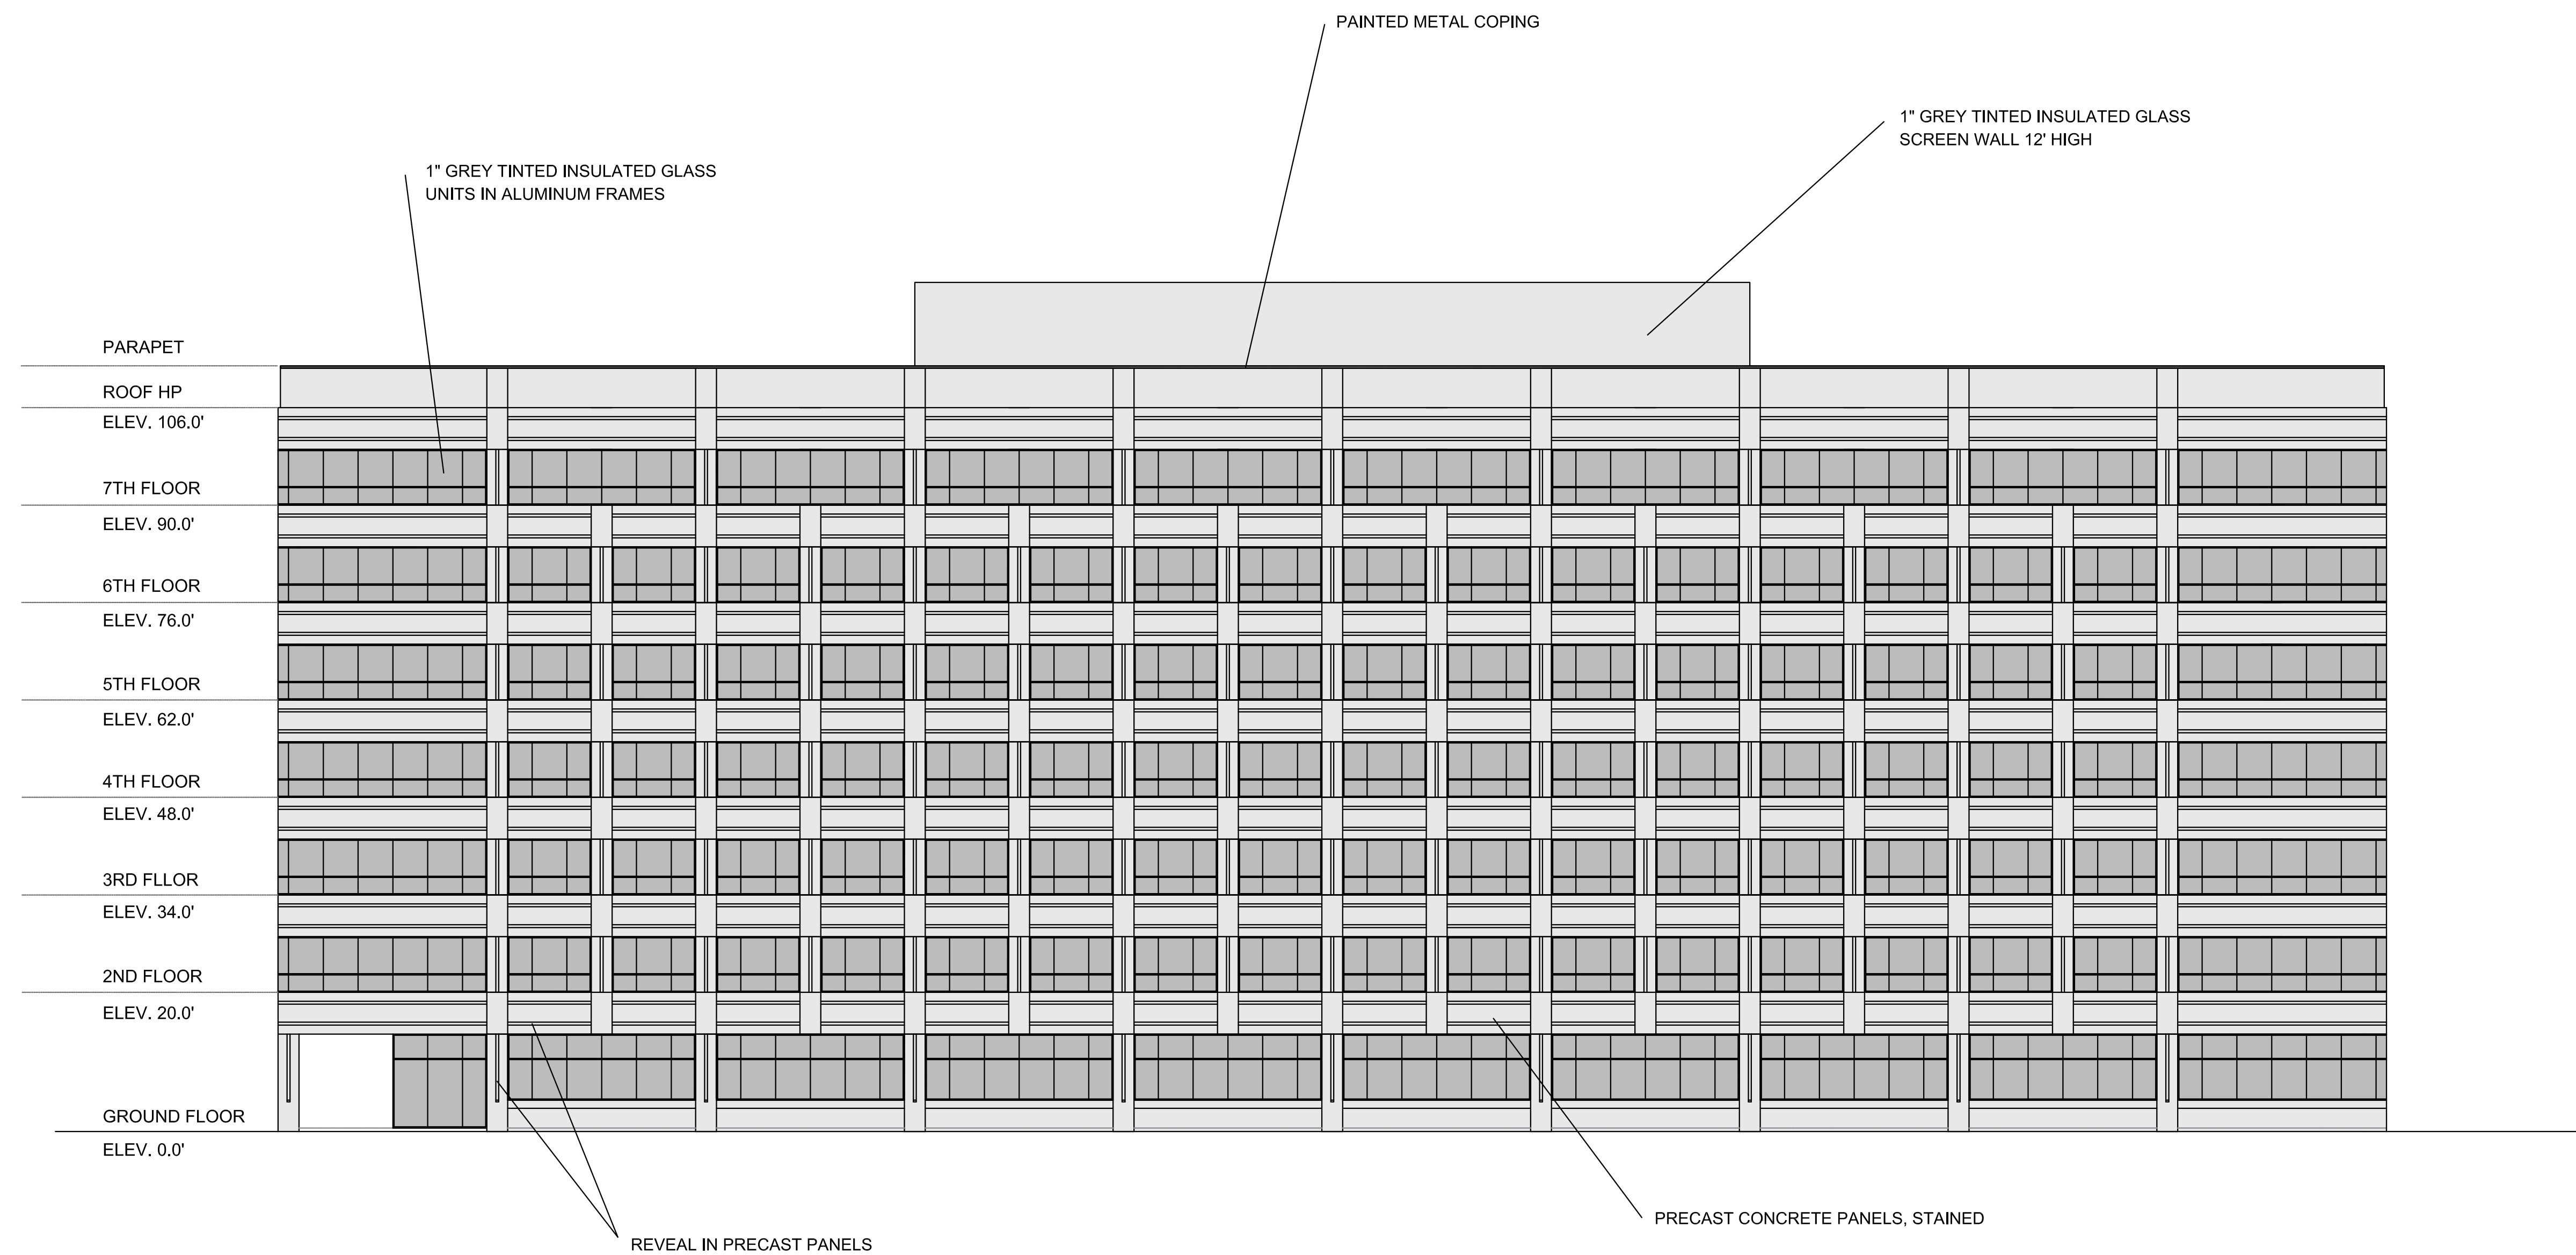 PAINTED METAL COPING
1" GREY TINTED INSULATED GLASS
SCREEN WALL 12' HIGH
1" GREY TINTED INSULATED GLASS
UNITS IN ALUMINUM FRAMES
PARAPET
ROOF HP
ELEV. 106.0'
7TH FLOOR
ELEV. 90.0'
6TH FLOOR
ELEV. 76.0'
5TH FLOOR
ELEV. 62.0'
4TH FLOOR
ELEV. 48.0'
3RD FLLOR
ELEV. 34.0'
2ND FLOOR
ELEV. 20.0'
GROUND FLOOR
ELEV. 0.0'
PRECAST CONCRETE PANELS, STAINED
REVEAL IN PRECAST PANELS